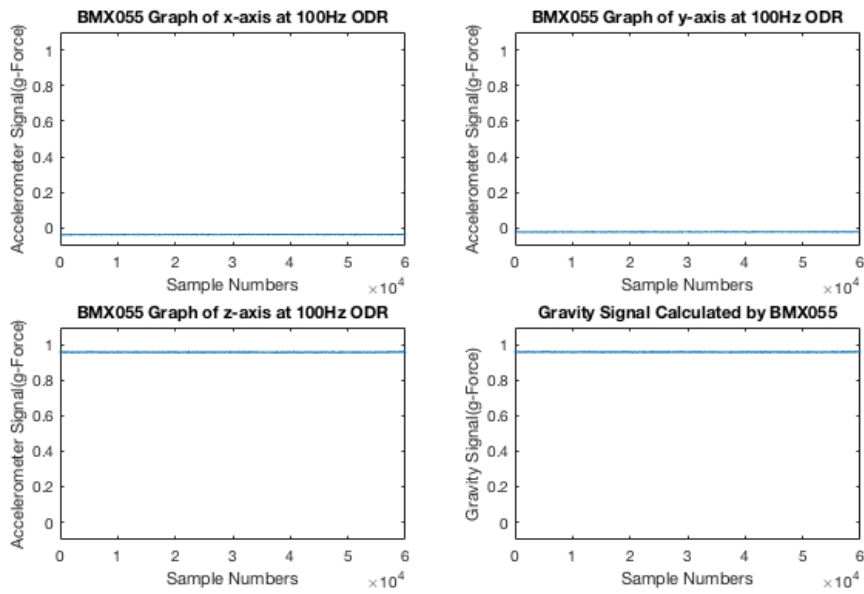 BMX055 Graph of x-axis at 100Hz ODR
Accelerometer Signal(g-Force)
1
0.8
0.6
0.4
0.2
0
0 1 2 3 4 5 6
Sample Numbers
×10^4
BMX055 Graph of y-axis at 100Hz ODR
Accelerometer Signal(g-Force)
1
0.8
0.6
0.4
0.2
0
0 1 2 3 4 5 6
Sample Numbers
×10^4
BMX055 Graph of z-axis at 100Hz ODR
Accelerometer Signal(g-Force)
1
0.8
0.6
0.4
0.2
0
0 1 2 3 4 5 6
Sample Numbers
×10^4
Gravity Signal Calculated by BMX055
Gravity Signal(g-Force)
1
0.8
0.6
0.4
0.2
0
0 1 2 3 4 5 6
Sample Numbers
×10^4